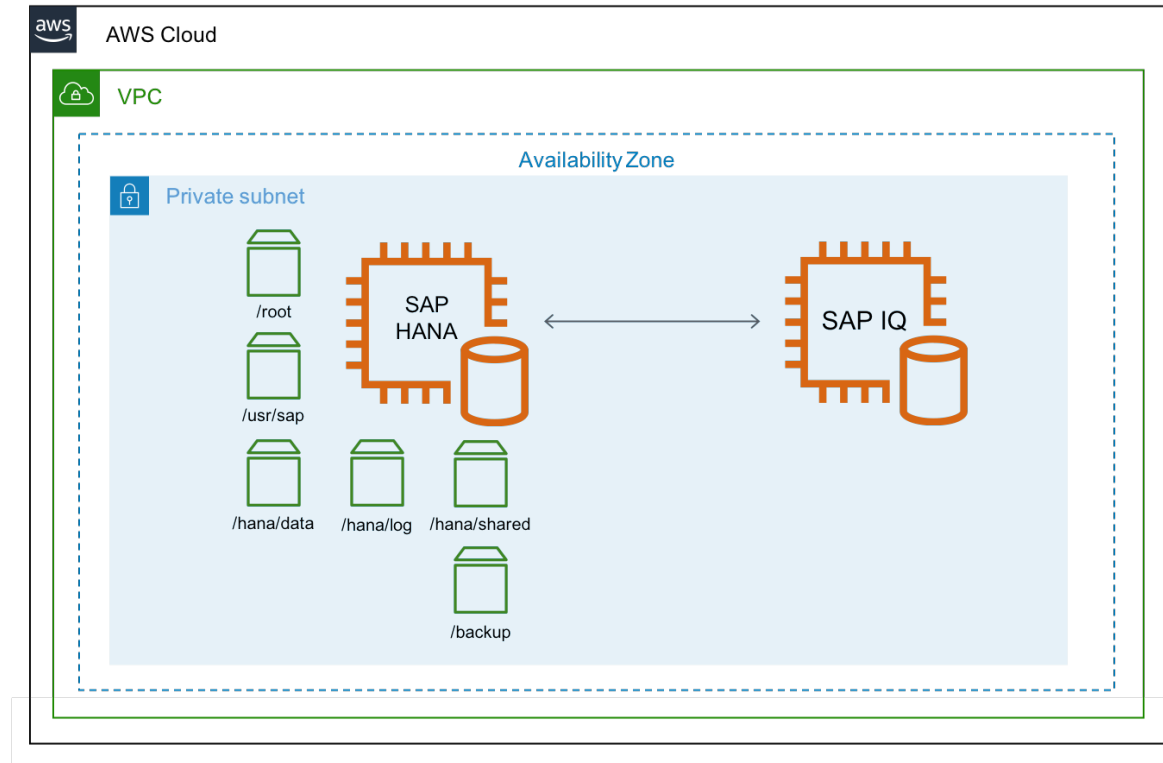 aws
AWS Cloud
VPC
Availability Zone
Private subnet
/root
SAP
HANA
SAP IQ
/usr/sap
/hana/data
/hana/log
/hana/shared
/backup